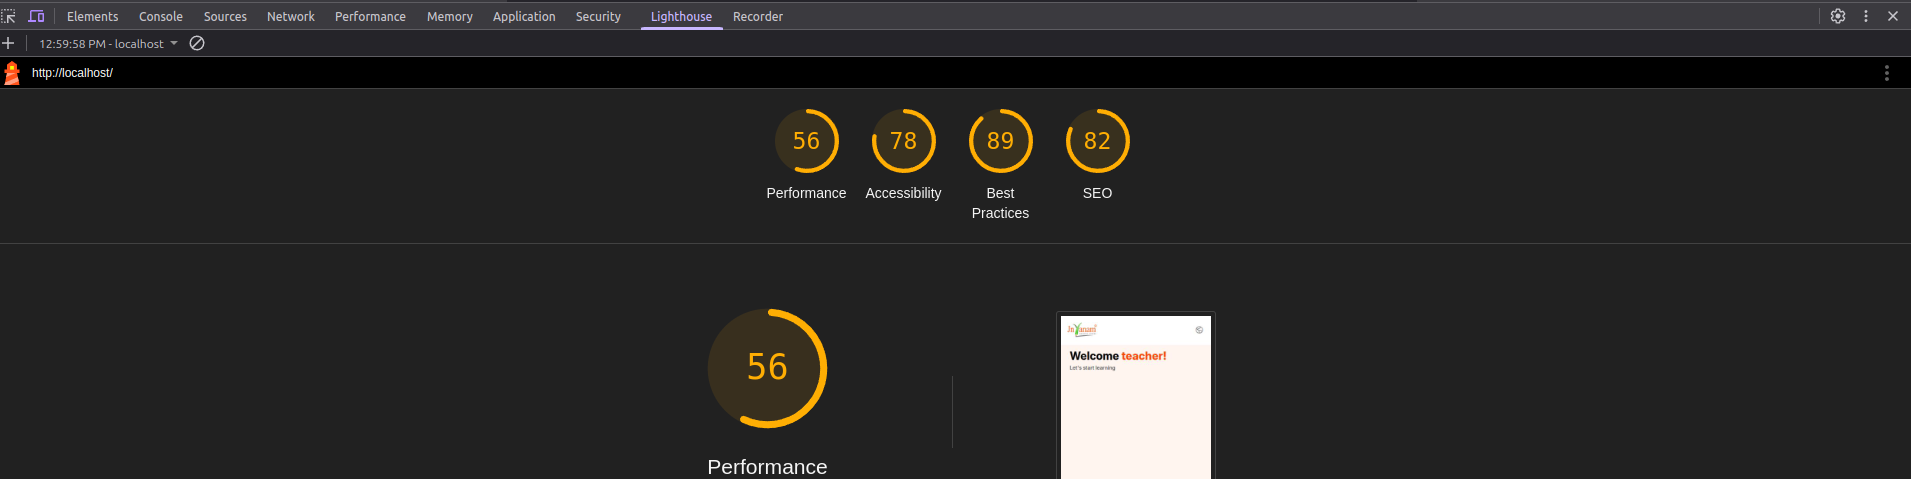 Elements Console Sources Network Performance Memory Application Security Lighthouse Recorder
12:59:58 PM - localhost
http://localhost/
56 78 89 82
Performance Accessibility Best Practices SEO
56
Performance
Welcome teacher!
Let's start learning